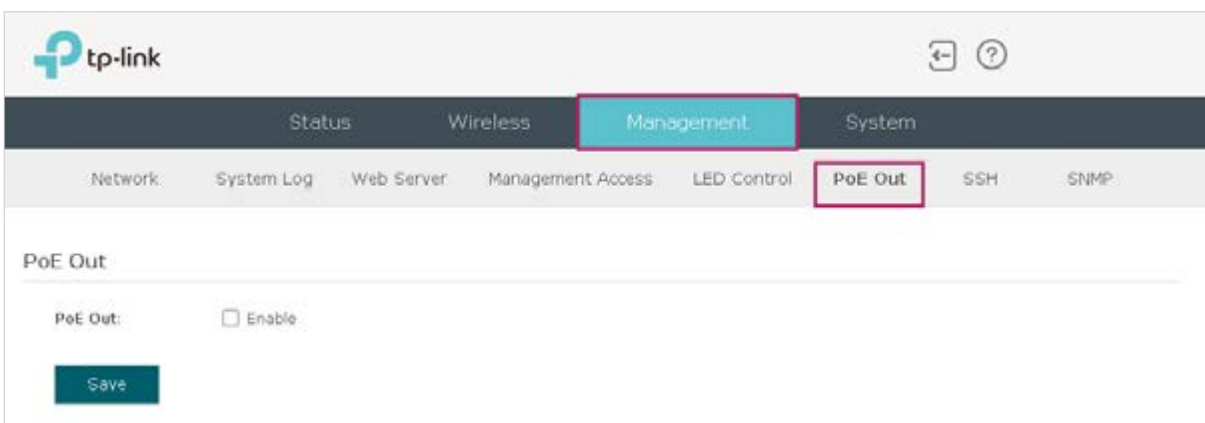 tp-link
Status Wireless Management System
Network System Log Web Server Management Access LED Control PoE Out SSH SNMP
PoE Out
PoE Out: Enable
Save